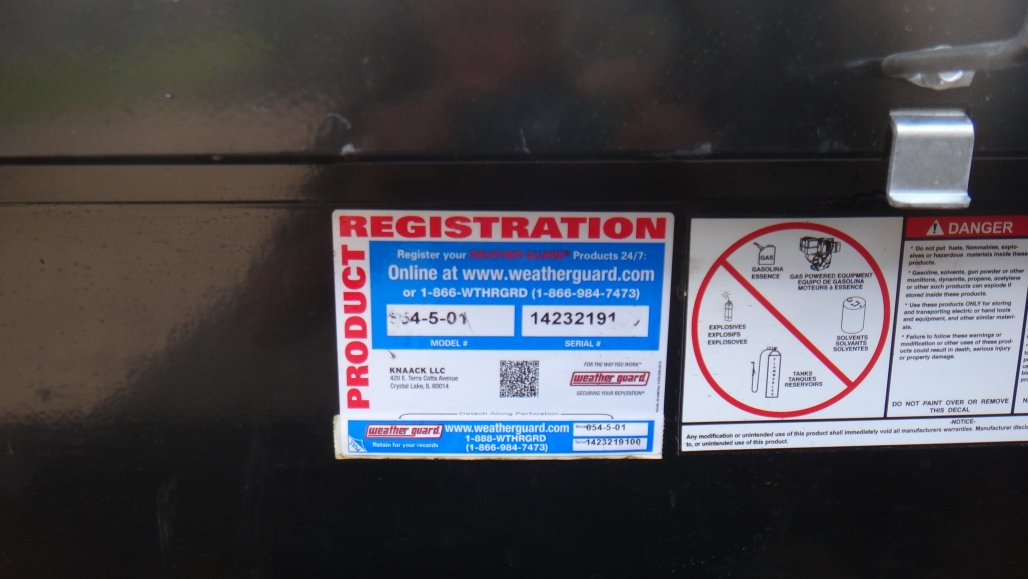 PRODUCT
REGISTRATION
Register your WEATHER GUARD® Products 24/7:
Online at www.weatherguard.com
or 1-866-WTHRGRD (1-866-984-7473)
54-5-01
14232191
MODEL #
SERIAL #
KNAACK LLC
420 E. Terra Cotta Avenue
Crystal Lake, IL 60014
FOR THE WAY YOU WORK®
weather guard
SECURING YOUR REPUTATION®
Detach Along Perforation
weather guard
Retain for your records
www.weatherguard.com
1-888-WTHRGRD
(1-866-984-7473)
Model# 654-5-01
Serial# 1423219100
GAS
GASOLINA
ESSENCE
GAS POWERED EQUIPMENT
EQUIPO DE GASOLINA
MOTEURS à ESSENCE
EXPLOSIVES
EXPLOSIFS
EXPLOSOVES
SOLVENTS
SOLVANTS
SOLVENTES
FLAMMABLE
TANKS
TANQUES
RESERVOIRS
DANGER
* Do not put fuels, flammables, explo-
sives or hazardous materials inside these
products.
* Gasoline, solvents, gun powder or other
munitions, dynamite, propane, acetylene
or other such products can explode if
stored inside these products.
* Use these products ONLY for storing
and transporting electric or hand tools
and equipment, and other similar materi-
als.
* Failure to follow these warnings or
modification or other uses of these prod-
ucts could result in death, serious injury
or property damage.
DO NOT PAINT OVER OR REMOVE
THIS DECAL
-NOTICE-
Any modification or unintended use of this product shall immediately void all manufacturers warranties. Manufacturer
to, or unintended use of this product.